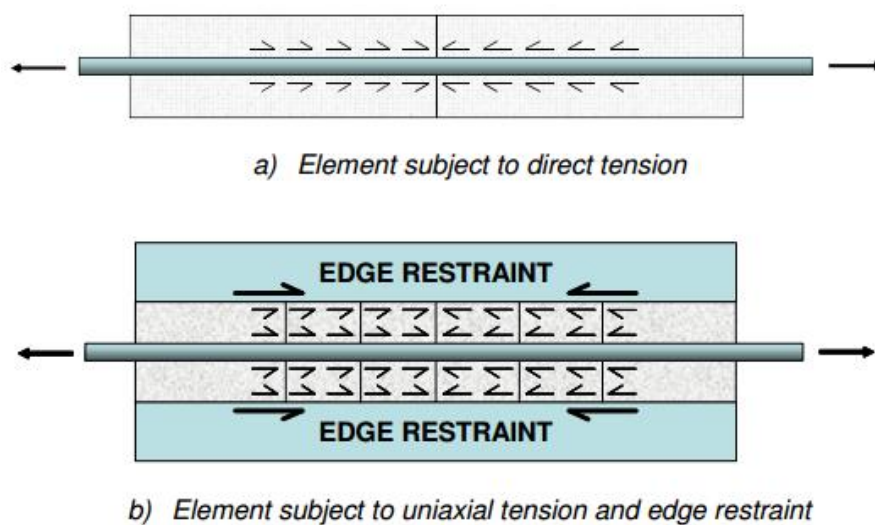 a) Element subject to direct tension
EDGE RESTRAINT
EDGE RESTRAINT
b) Element subject to uniaxial tension and edge restraint